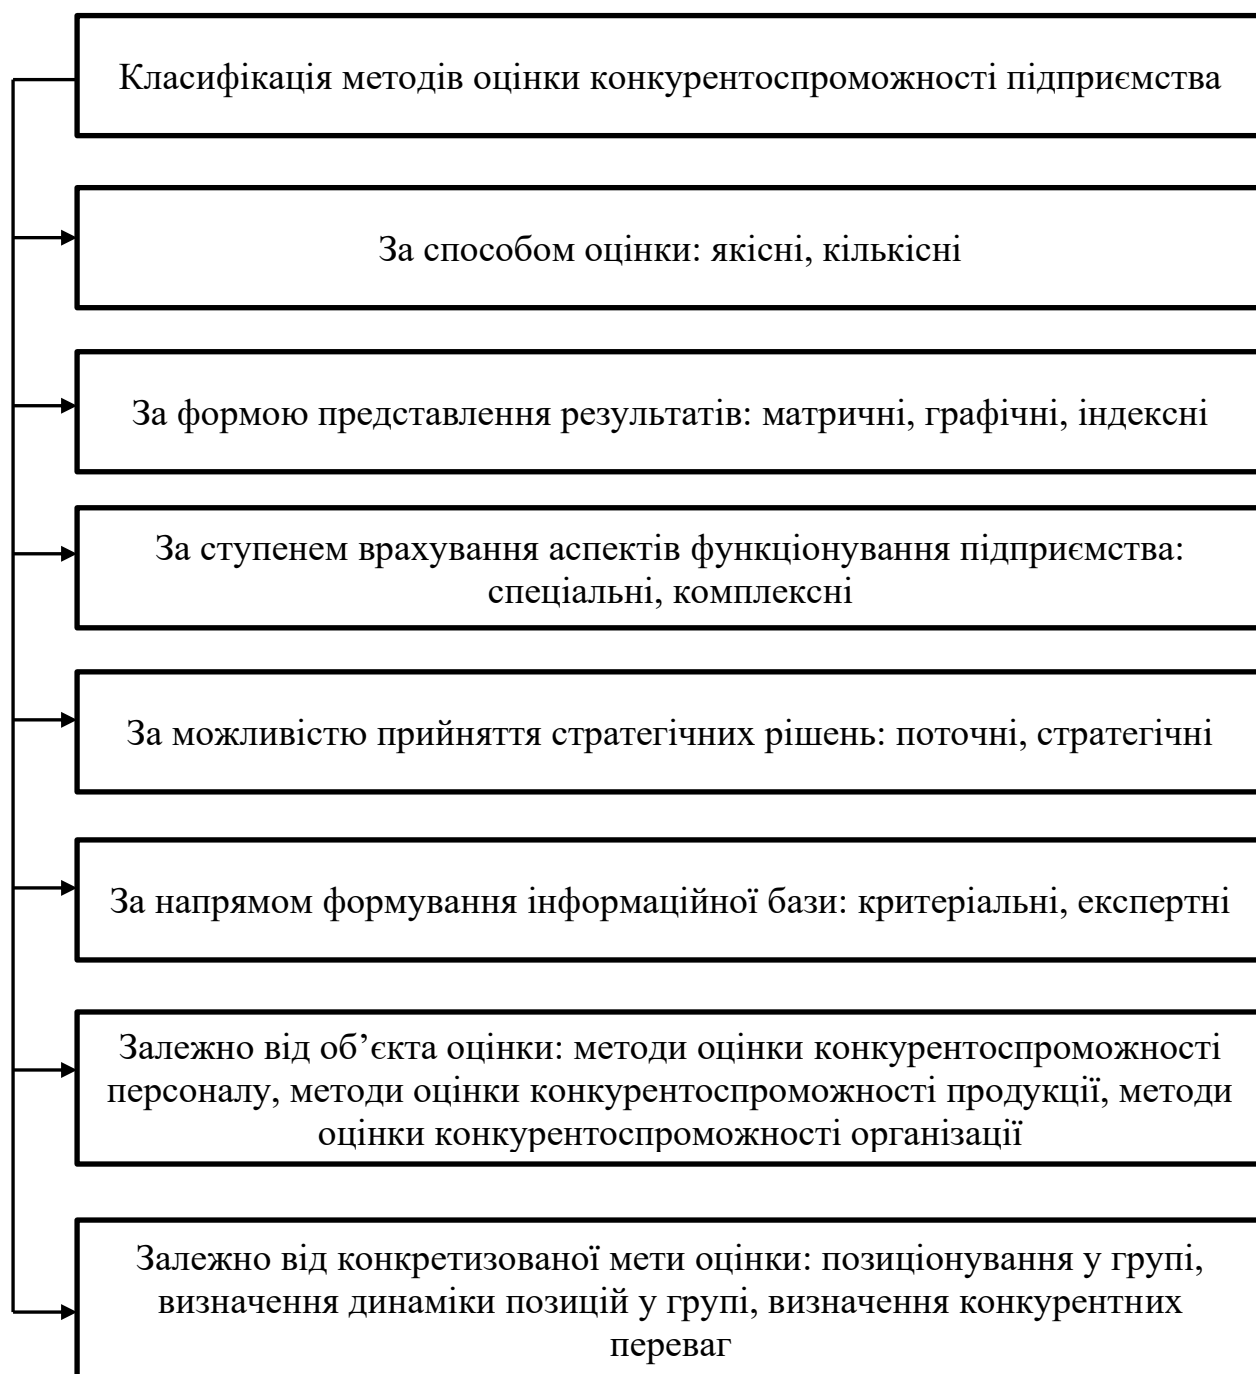 Класифікація методів оцінки конкурентоспроможності підприємства
За способом оцінки: якісні, кількісні
За формою представлення результатів: матричні, графічні, індексні
За ступенем врахування аспектів функціонування підприємства:
спеціальні, комплексні
За можливістю прийняття стратегічних рішень: поточні, стратегічні
За напрямом формування інформаційної бази: критеріальні, експертні
Залежно від об’єкта оцінки: методи оцінки конкурентоспроможності
персоналу, методи оцінки конкурентоспроможності продукції, методи
оцінки конкурентоспроможності організації
Залежно від конкретизованої мети оцінки: позиціонування у групі,
визначення динаміки позицій у групі, визначення конкурентних
переваг